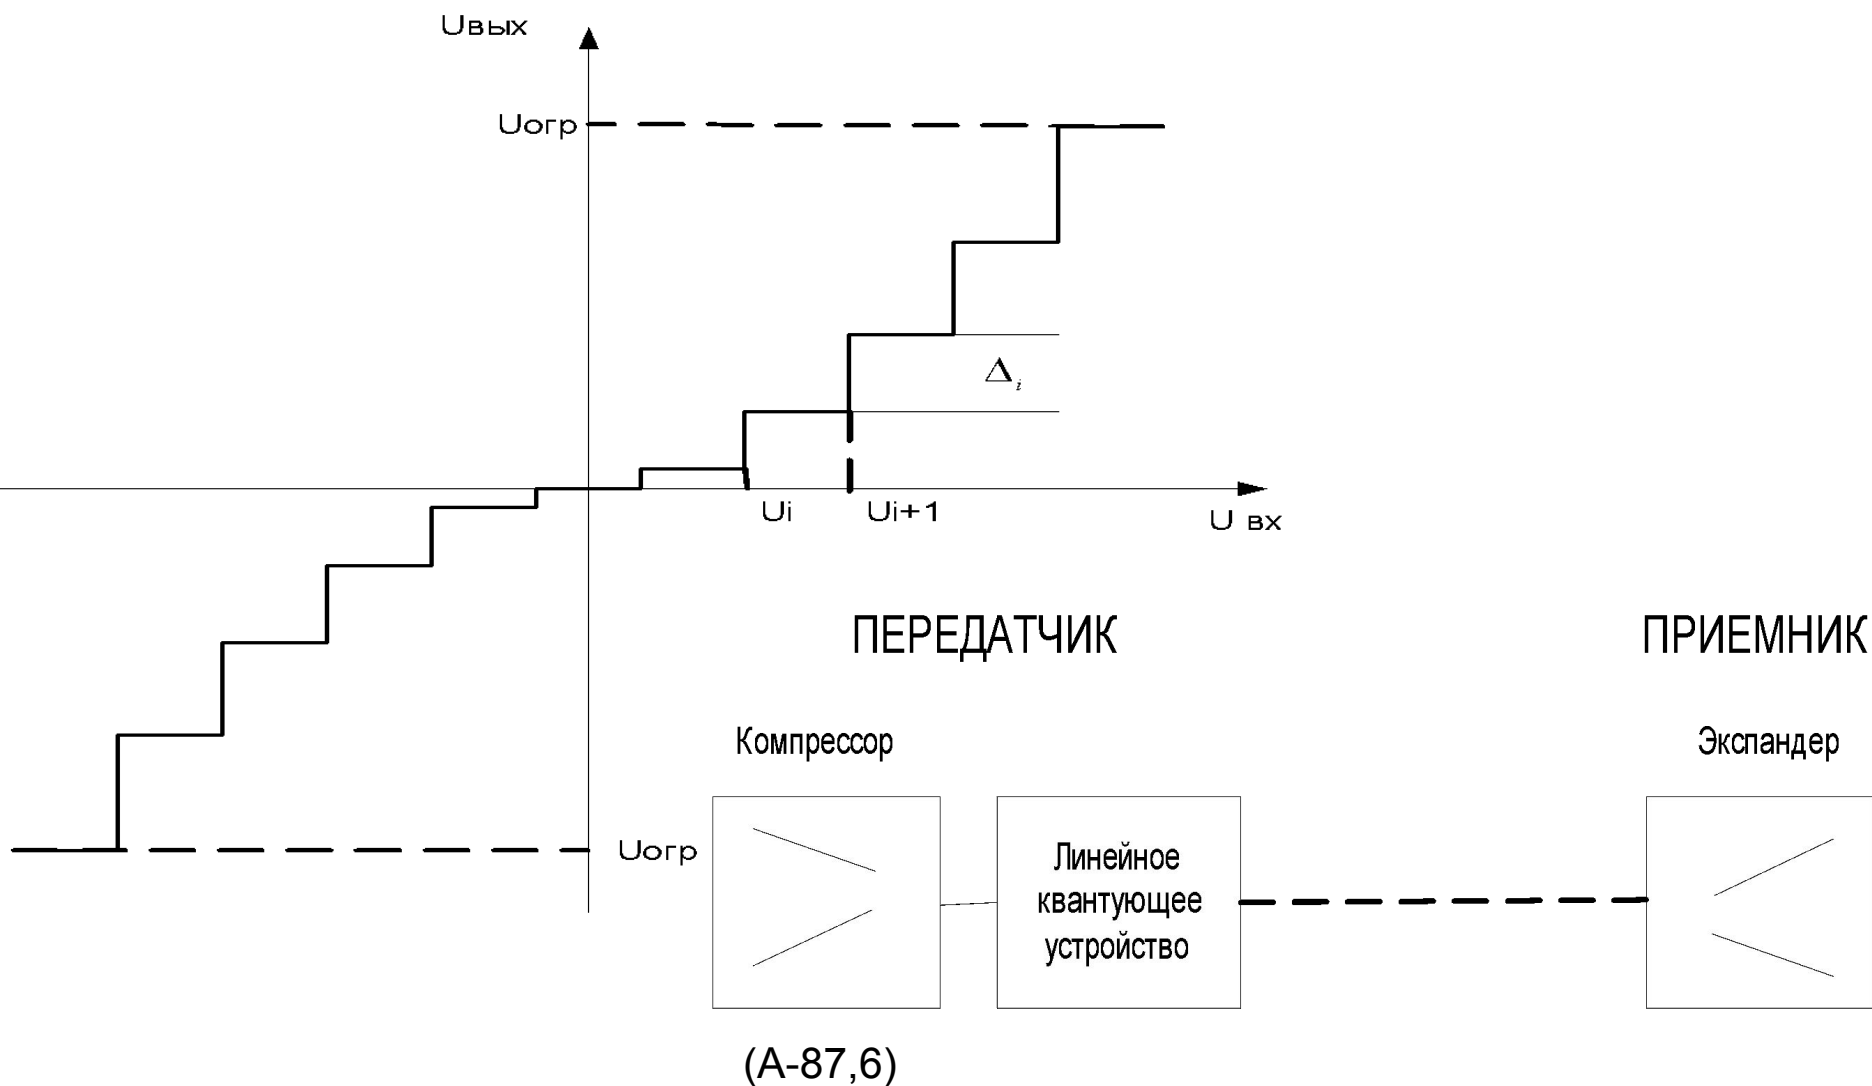 Uвых
Uогр
Δi
Ui
Ui+1
U вх
ПЕРЕДАТЧИК
ПРИЕМНИК
Компрессор
Экспандер
Uогр
Линейное
квантующее
устройство
(А-87,6)